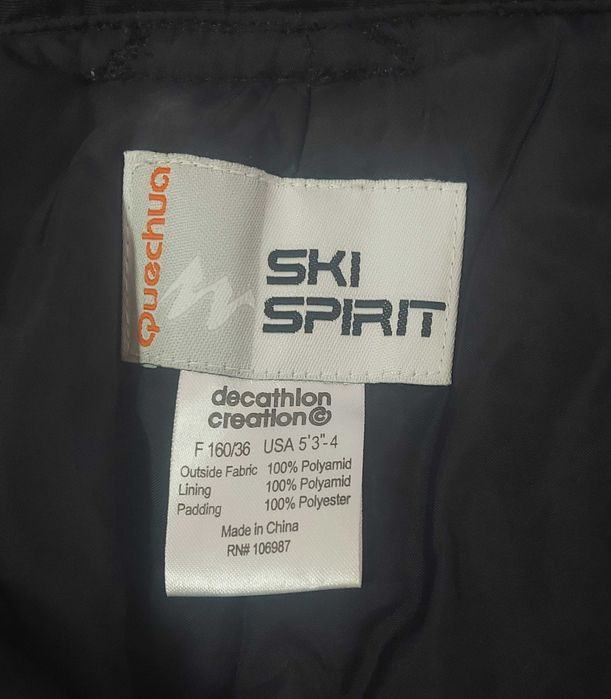 Quechua
SKI
SPIRIT
decathlon
creation©
F 160/36 USA 5'3"-4
Outside Fabric 100% Polyamid
Lining 100% Polyamid
Padding 100% Polyester
Made in China
RN# 106987